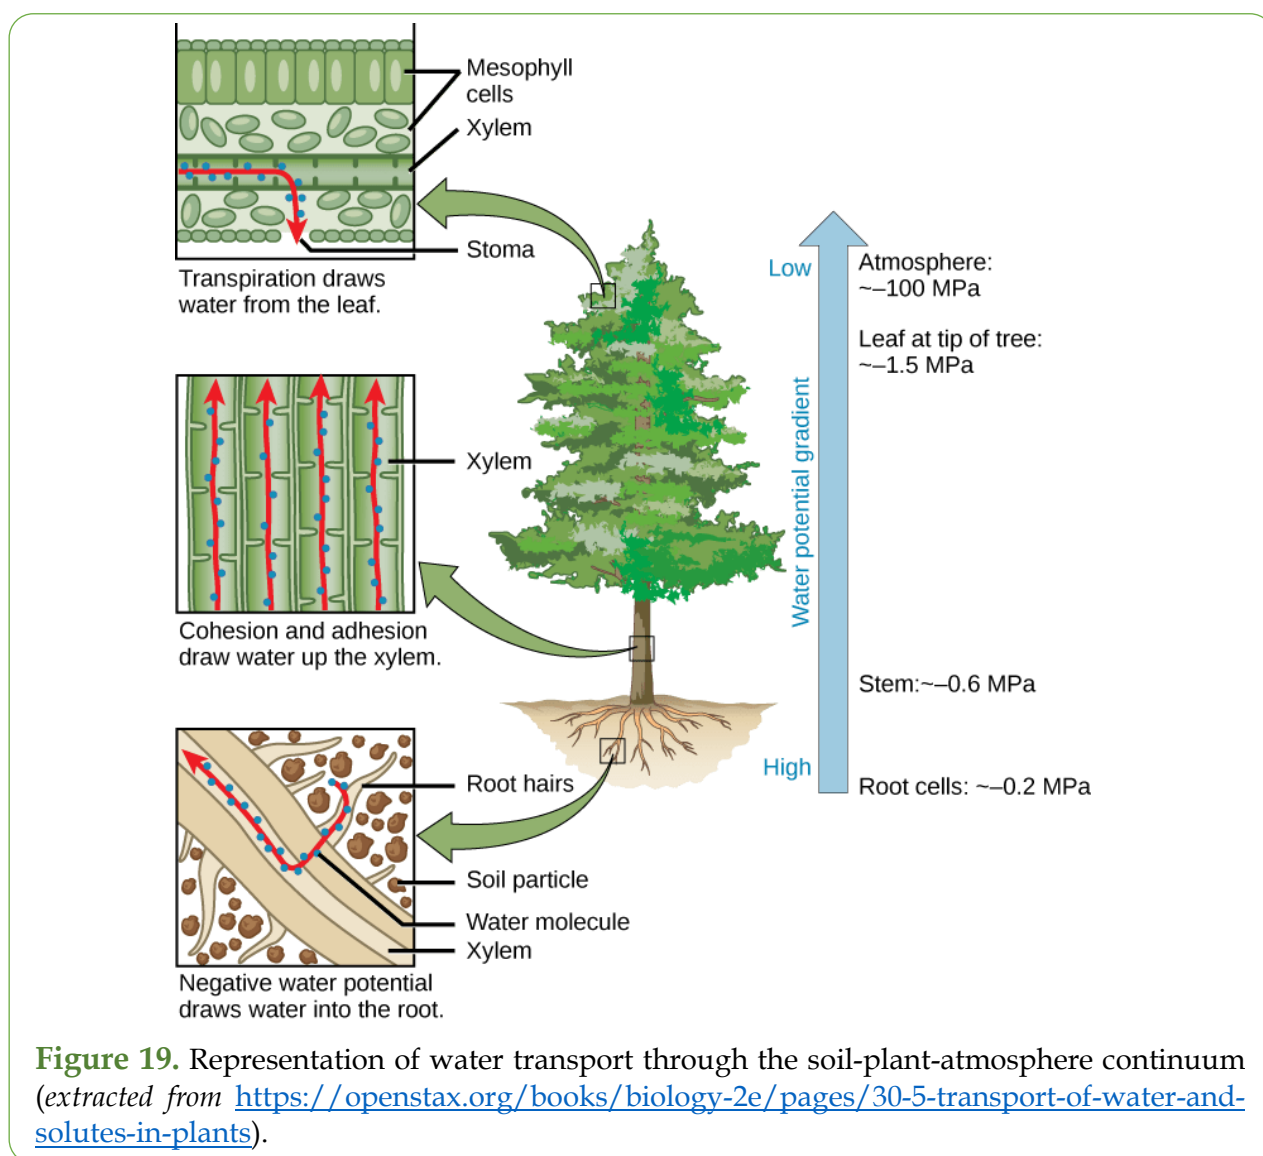 Mesophyll
cells
Xylem
Stoma
Transpiration draws
water from the leaf.
Xylem
Cohesion and adhesion
draw water up the xylem.
Root hairs
Soil particle
Water molecule
Xylem
Negative water potential
draws water into the root.
Low
High
Water potential gradient
Atmosphere:
~–100 MPa
Leaf at tip of tree:
~–1.5 MPa
Stem:~–0.6 MPa
Root cells: ~–0.2 MPa
Figure 19. Representation of water transport through the soil-plant-atmosphere continuum
(extracted from https://openstax.org/books/biology-2e/pages/30-5-transport-of-water-and-
solutes-in-plants).